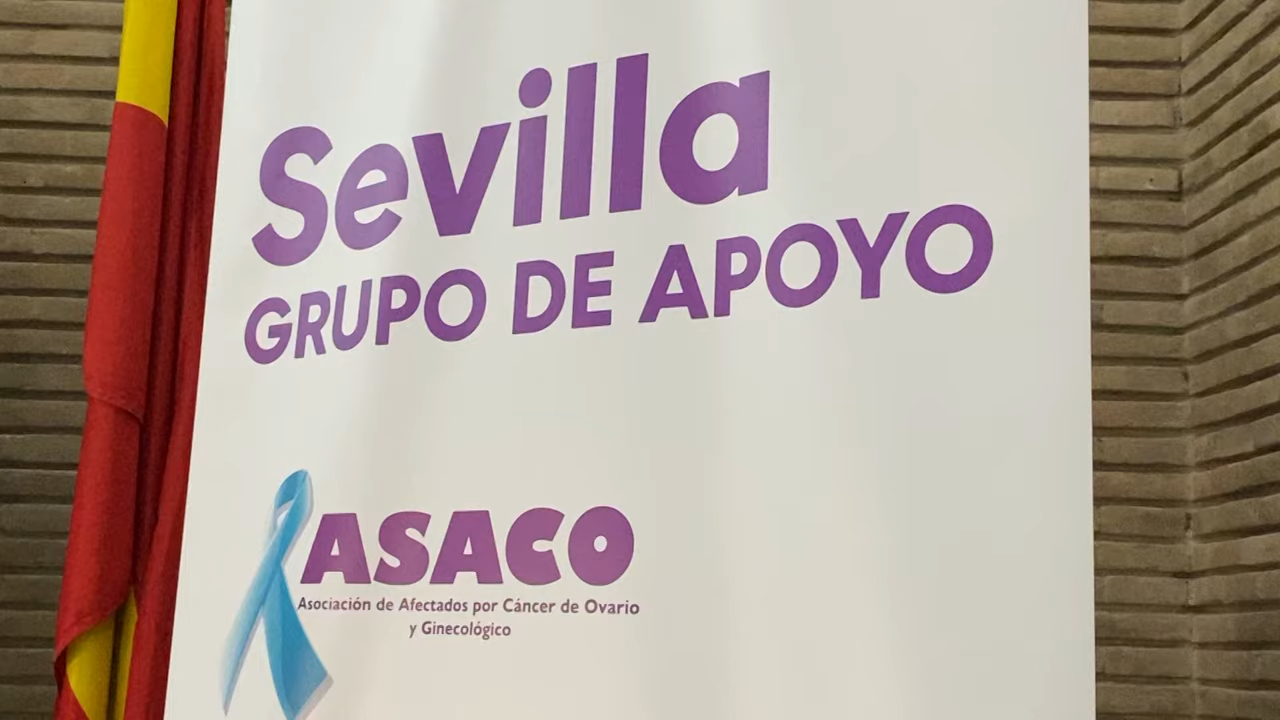 Sevilla
GRUPO DE APOYO
ASACO
Asociación de Afectados por Cáncer de Ovario
y Ginecológico